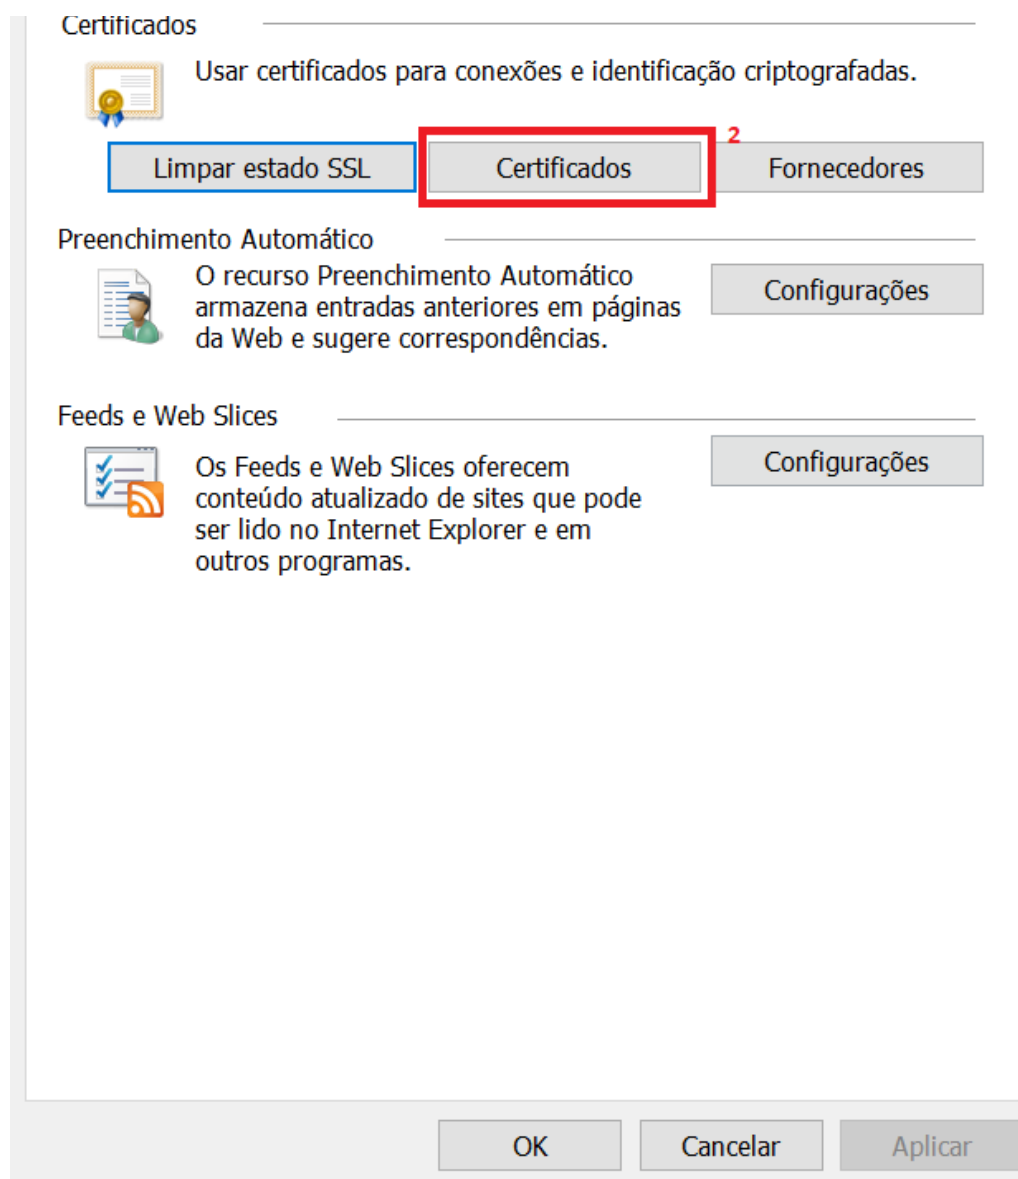 Certificados
Usar certificados para conexões e identificação criptografadas.
2
Limpar estado SSL
Certificados
Fornecedores
Preenchimento Automático
O recurso Preenchimento Automático
armazena entradas anteriores em páginas
da Web e sugere correspondências.
Configurações
Feeds e Web Slices
Os Feeds e Web Slices oferecem
conteúdo atualizado de sites que pode
ser lido no Internet Explorer e em
outros programas.
Configurações
OK
Cancelar
Aplicar